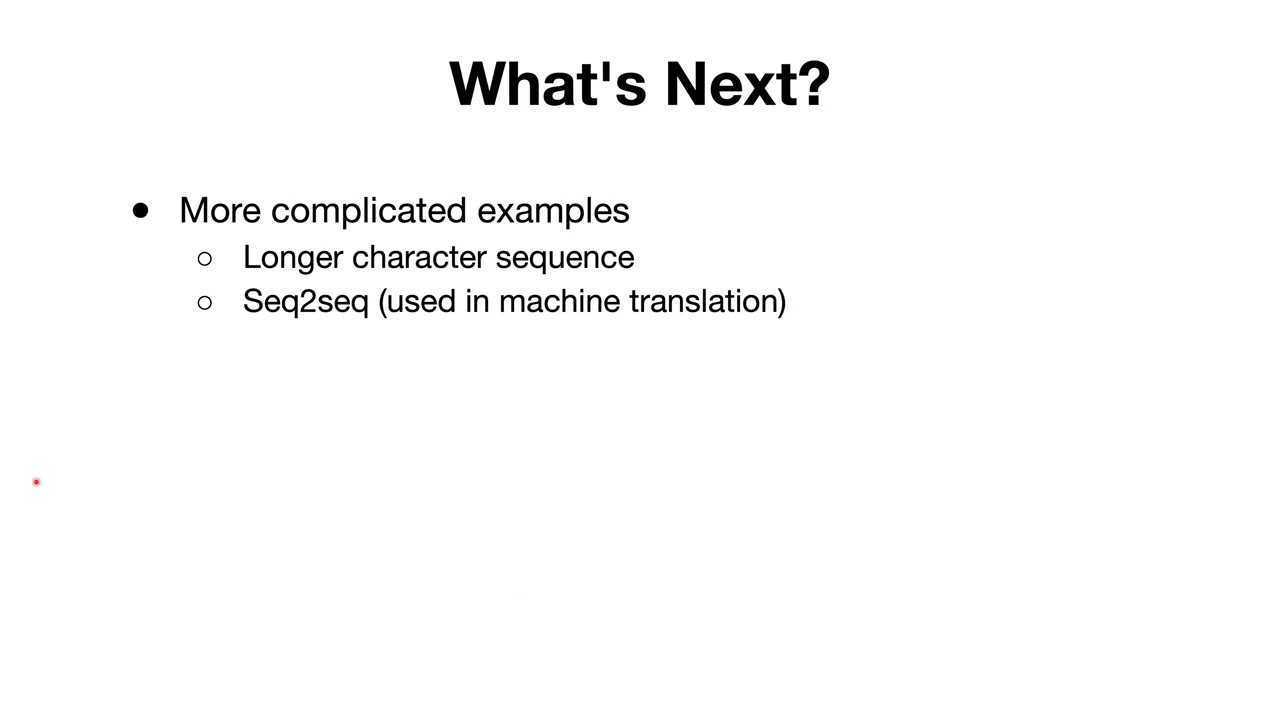 What's Next?
● More complicated examples
○ Longer character sequence
○ Seq2seq (used in machine translation)